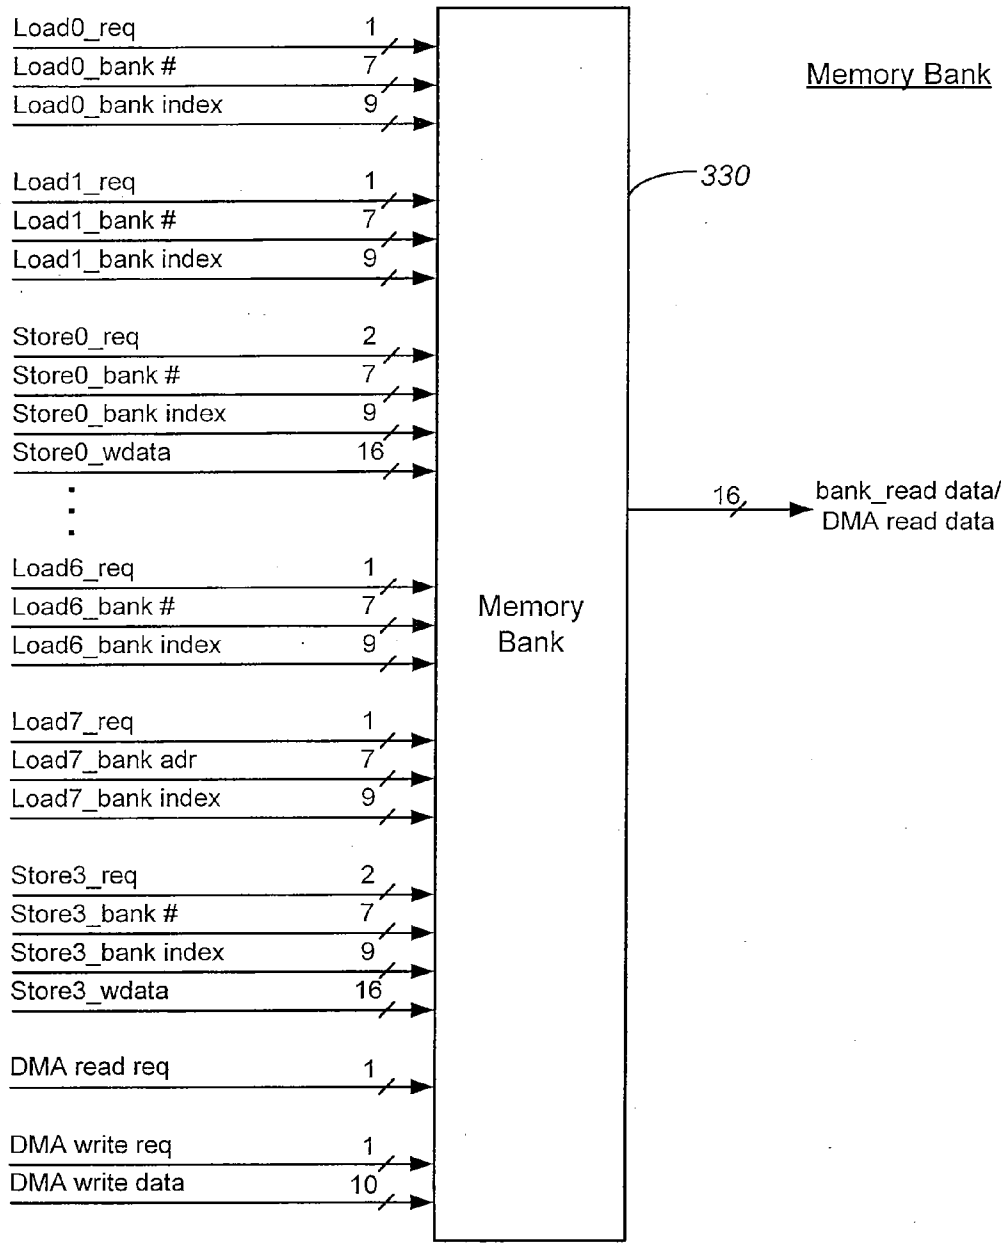 Load0_req 1
Load0_bank # 7
Load0_bank index 9
Memory Bank
Load1_req 1
Load1_bank # 7
Load1_bank index 9
330
Store0_req 2
Store0_bank # 7
Store0_bank index 9
Store0_wdata 16
16
bank_read data/
DMA read data
Load6_req 1
Load6_bank # 7
Load6_bank index 9
Memory
Bank
Load7_req 1
Load7_bank adr 7
Load7_bank index 9
Store3_req 2
Store3_bank # 7
Store3_bank index 9
Store3_wdata 16
DMA read req 1
DMA write req 1
DMA write data 10